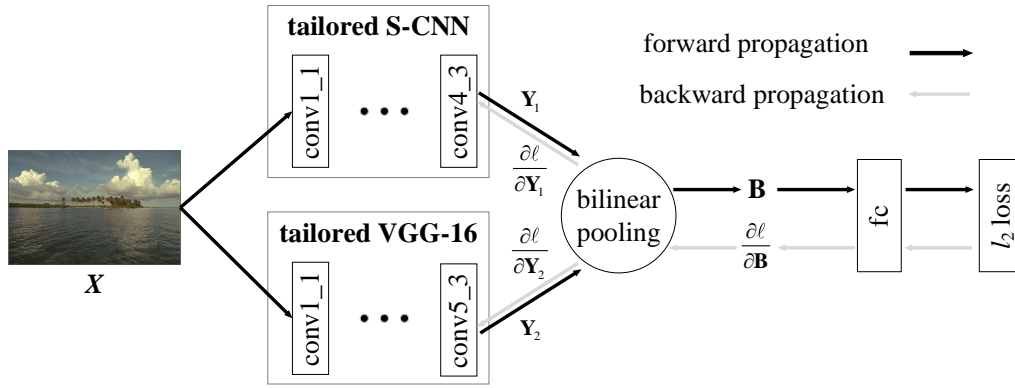 tailored S-CNN
conv1_1
conv4_3
Y₁
∂ℓ
∂Y₁
forward propagation
backward propagation
X
bilinear
pooling
B
∂ℓ
∂B
fc
l₂ loss
tailored VGG-16
conv1_1
conv5_3
∂ℓ
∂Y₂
Y₂